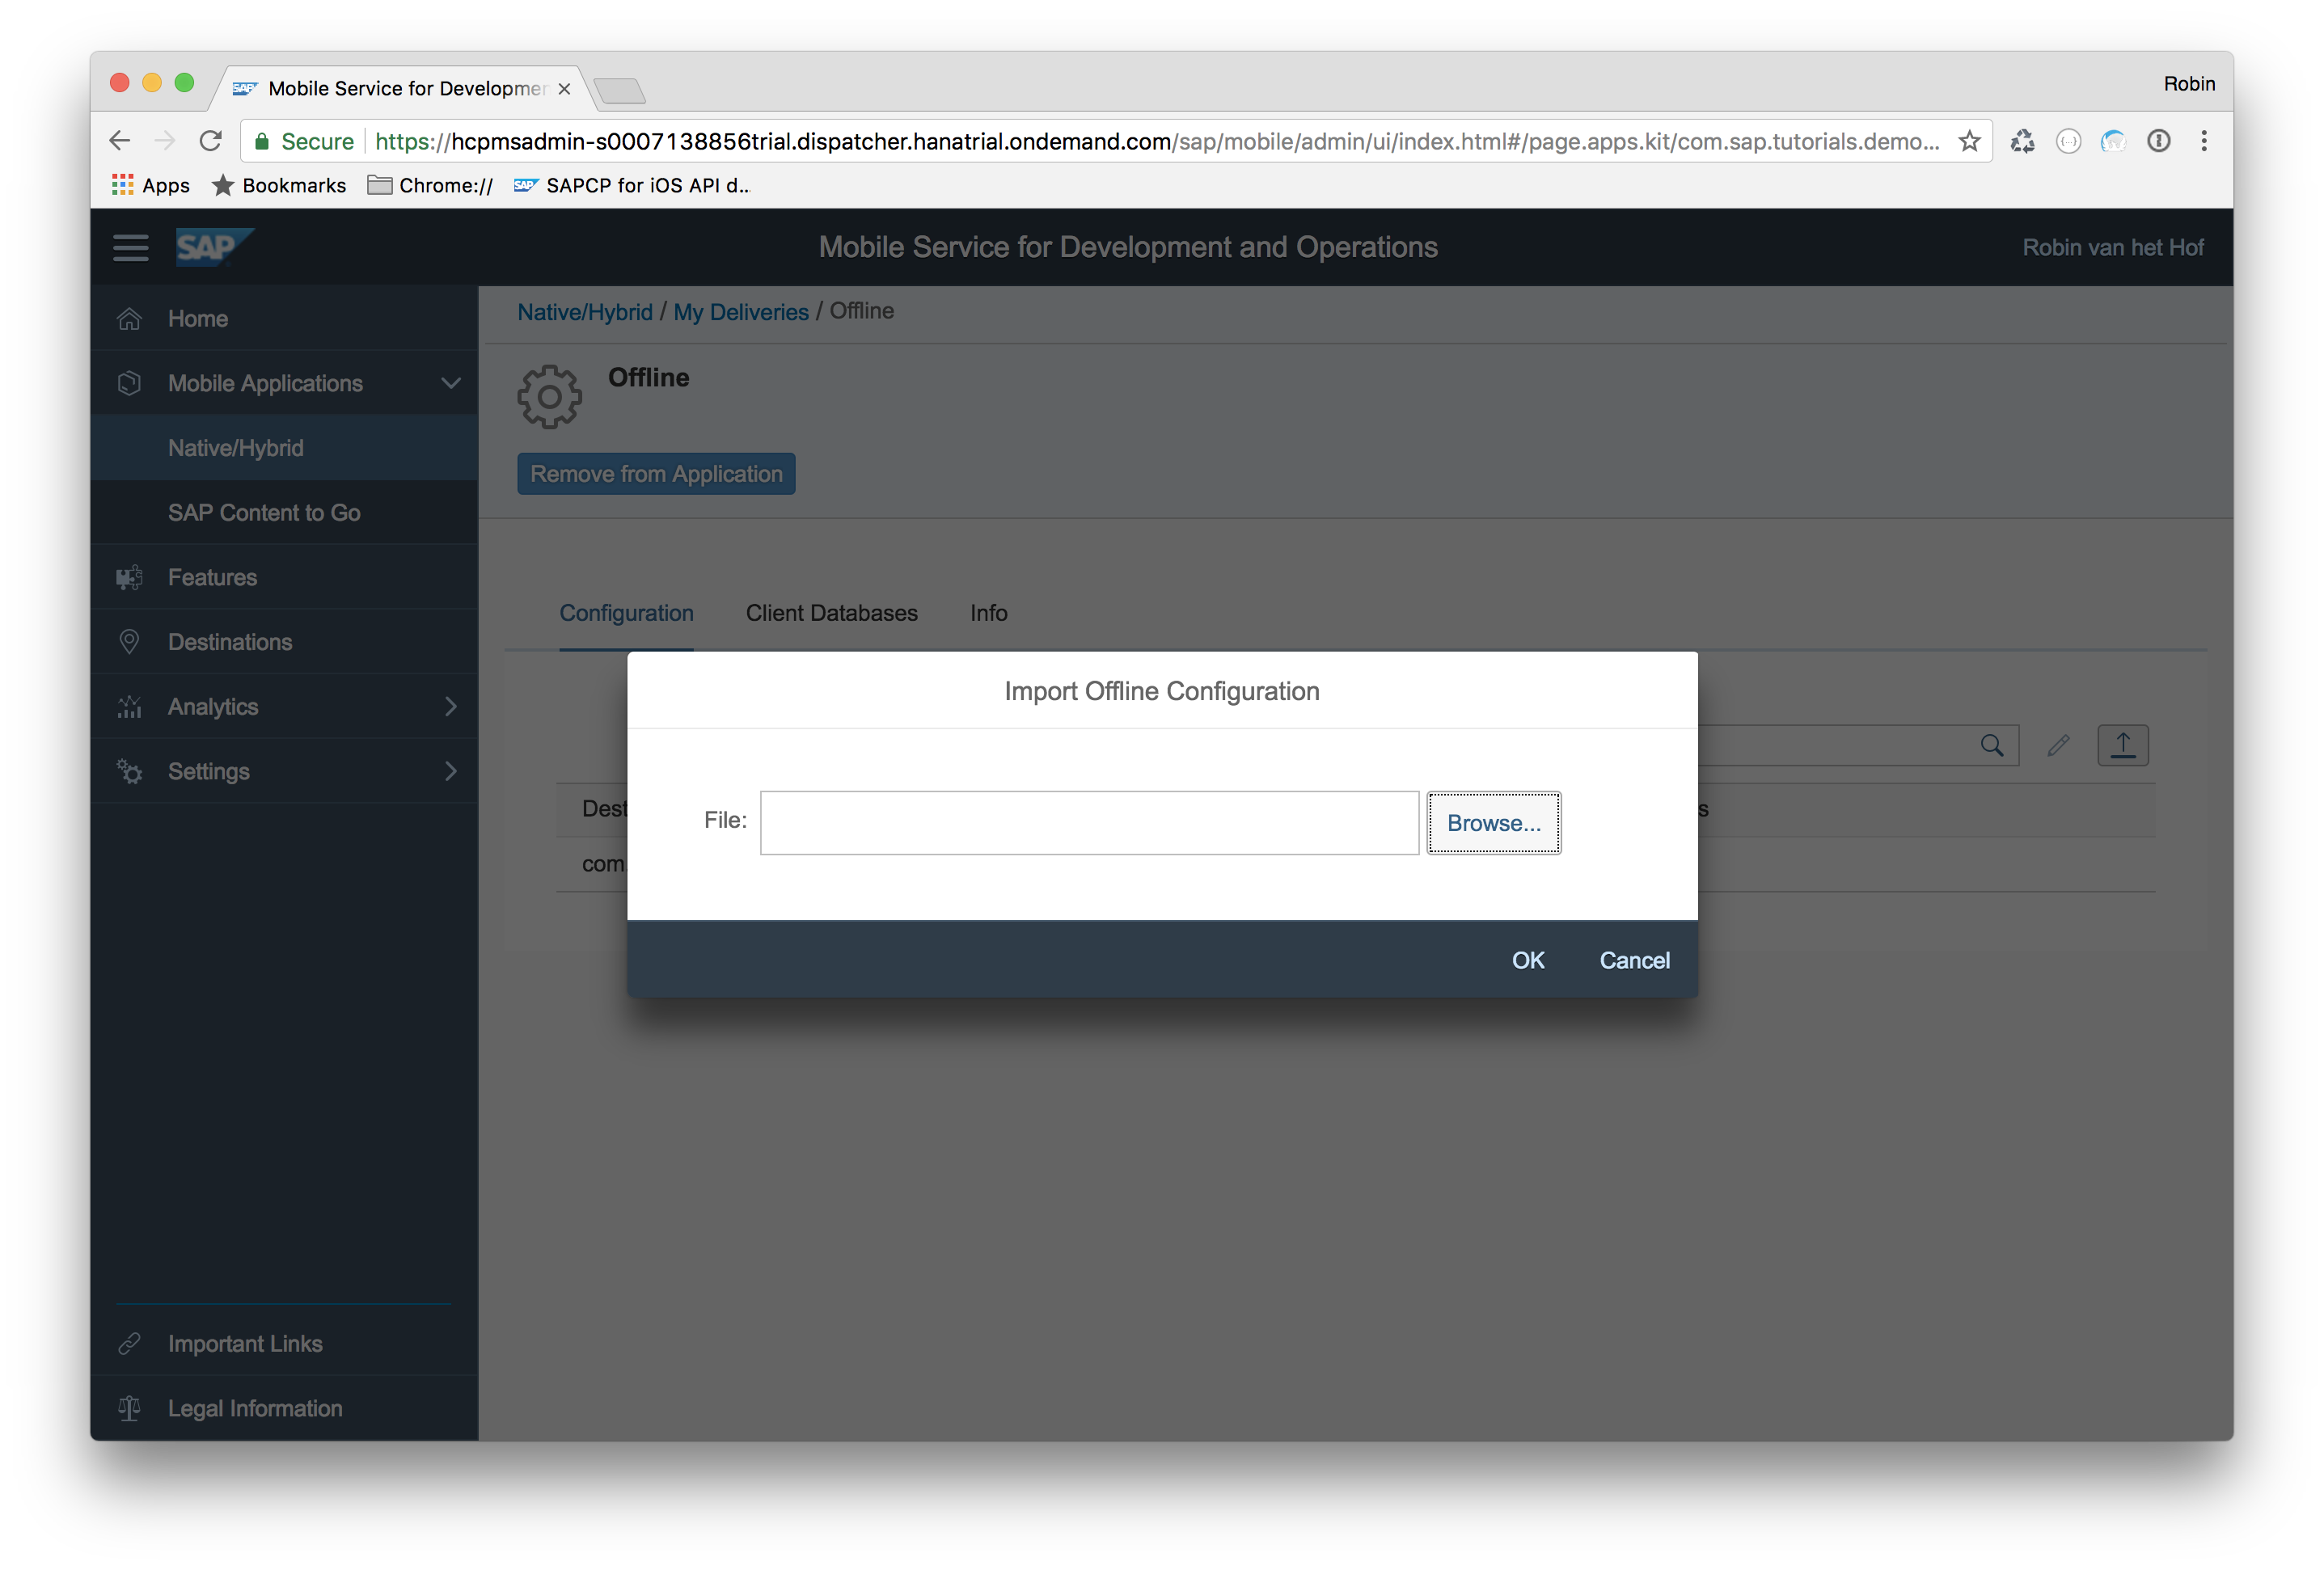 Mobile Service for Developmen
Robin
Secure https://hcpmsadmin-s0007138856trial.dispatcher.hanatrial.ondemand.com/sap/mobile/admin/ui/index.html#/page.apps.kit/com.sap.tutorials.demo...
Apps Bookmarks Chrome:// SAPCP for iOS API d...
SAP Mobile Service for Development and Operations Robin van het Hof
Home
Mobile Applications
Native/Hybrid
SAP Content to Go
Features
Destinations
Analytics
Settings
Important Links
Legal Information
Native/Hybrid / My Deliveries / Offline
Offline
Remove from Application
Configuration Client Databases Info
Import Offline Configuration
File: Browse...
OK Cancel
Dest s
com